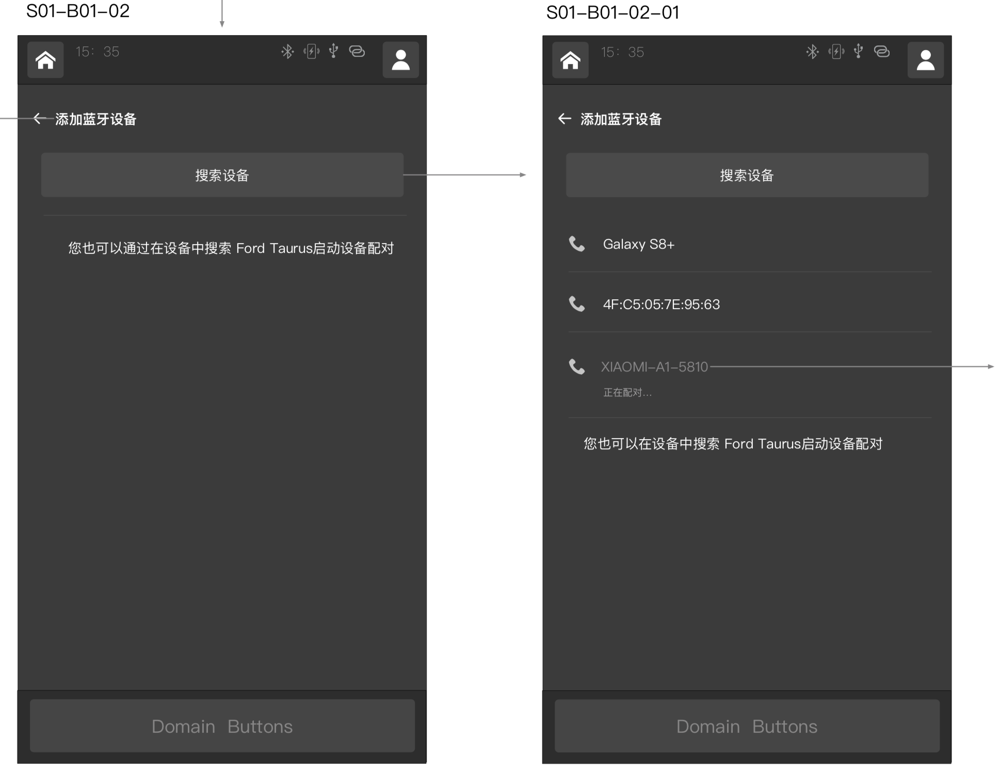 S01-B01-02
15: 35
添加蓝牙设备
搜索设备
您也可以通过在设备中搜索 Ford Taurus启动设备配对
Domain Buttons
S01-B01-02-01
15: 35
添加蓝牙设备
搜索设备
Galaxy S8+
4F:C5:05:7E:95:63
XIAOMI-A1-5810
正在配对...
您也可以在设备中搜索 Ford Taurus启动设备配对
Domain Buttons